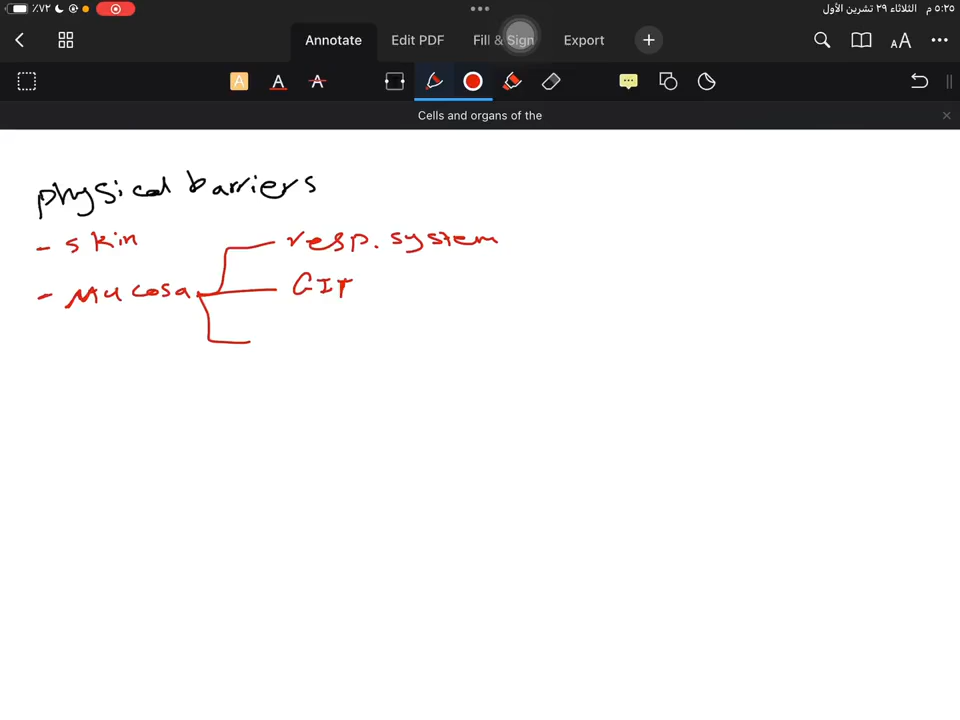 ٪٧٢ الثلاثاء ٢٩ تشرين الأول ٥:٢٥ م
Annotate Edit PDF Fill & Sign Export
Cells and organs of the
physical barriers
- skin resp. system
- Mucosa GIT